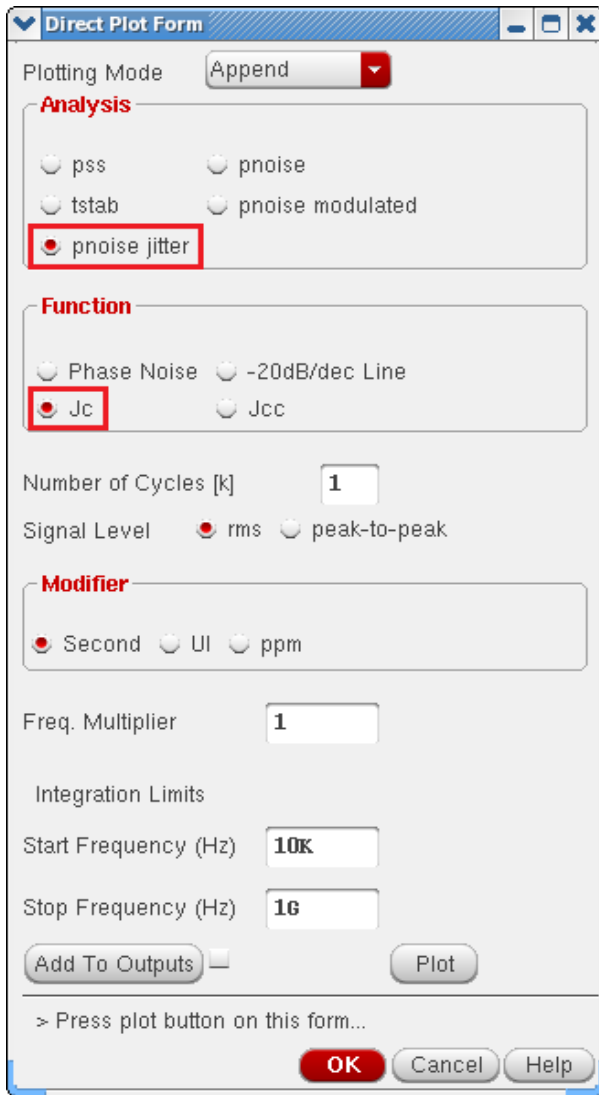 Direct Plot Form
Plotting Mode Append
Analysis
pss pnoise
tstab pnoise modulated
pnoise jitter
Function
Phase Noise -20dB/dec Line
Jc Jcc
Number of Cycles [k] 1
Signal Level rms peak-to-peak
Modifier
Second UI ppm
Freq. Multiplier 1
Integration Limits
Start Frequency (Hz) 10K
Stop Frequency (Hz) 1G
Add To Outputs Plot
> Press plot button on this form...
OK Cancel Help